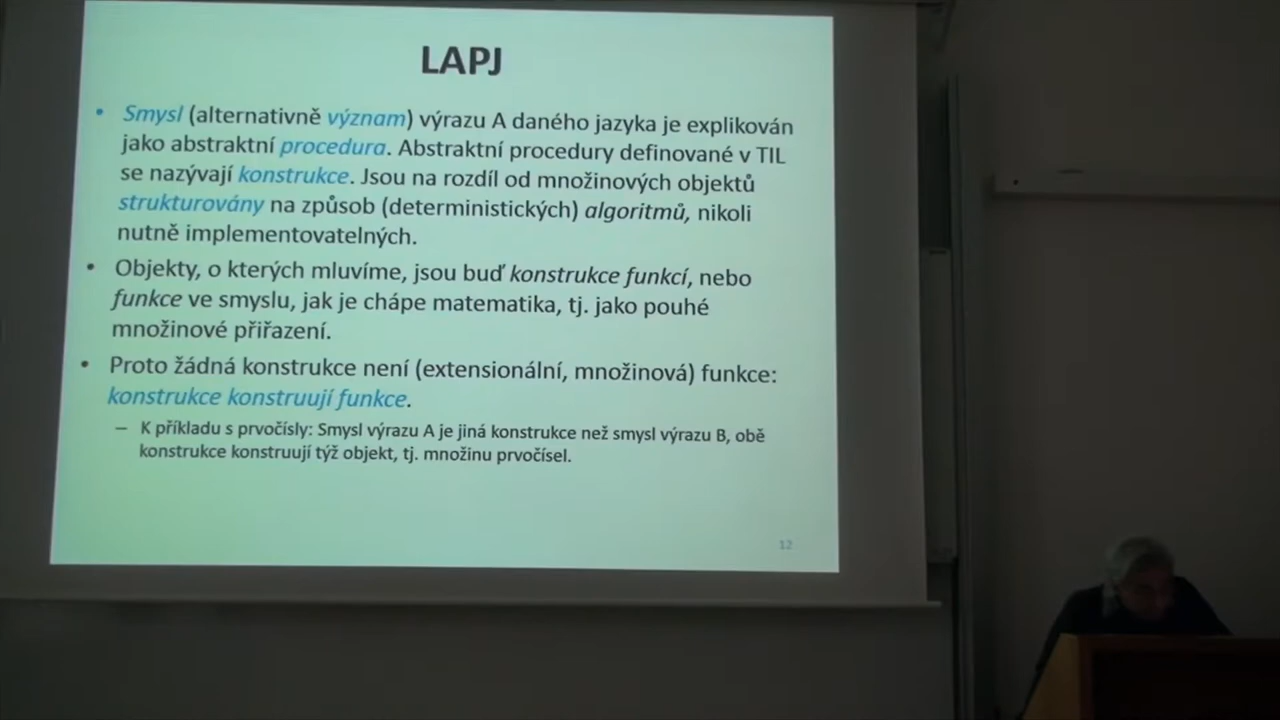 LAPJ
• Smysl (alternativně význam) výrazu A daného jazyka je explikován
jako abstraktní procedura. Abstraktní procedury definované v TIL
se nazývají konstrukce. Jsou na rozdíl od množinových objektů
strukturovány na způsob (deterministických) algoritmů, nikoli
nutně implementovatelných.
• Objekty, o kterých mluvíme, jsou buď konstrukce funkcí, nebo
funkce ve smyslu, jak je chápe matematika, tj. jako pouhé
množinové přiřazení.
• Proto žádná konstrukce není (extensionální, množinová) funkce:
konstrukce konstruují funkce.
– K příkladu s prvočísly: Smysl výrazu A je jiná konstrukce než smysl výrazu B, obě
konstrukce konstruují týž objekt, tj. množinu prvočísel.
12